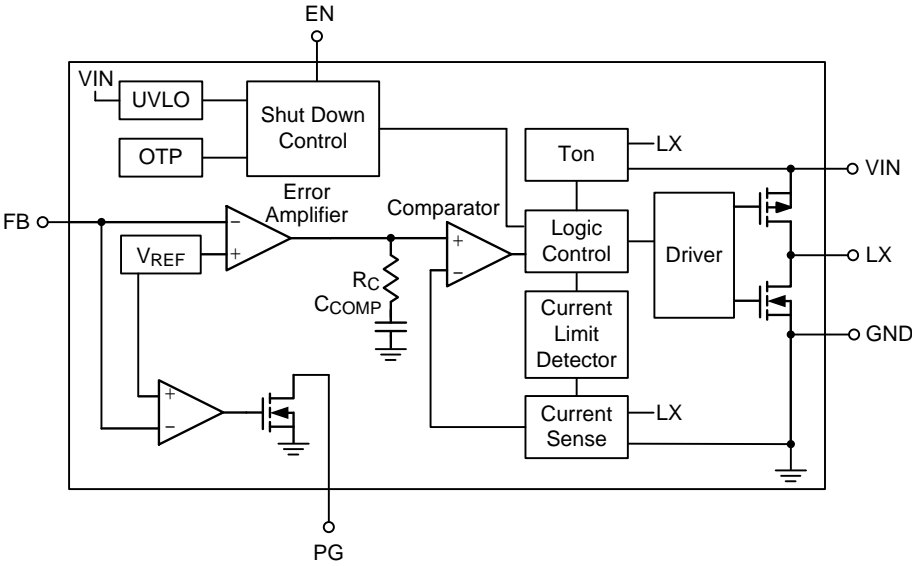 EN
VIN
UVLO
Shut Down
Control
OTP
Ton
LX
VIN
Error
Amplifier
Comparator
FB
−
+
VREF
+
−
Logic
Control
Driver
LX
RC
CCOMP
Current
Limit
Detector
GND
+
−
Current
Sense
LX
PG